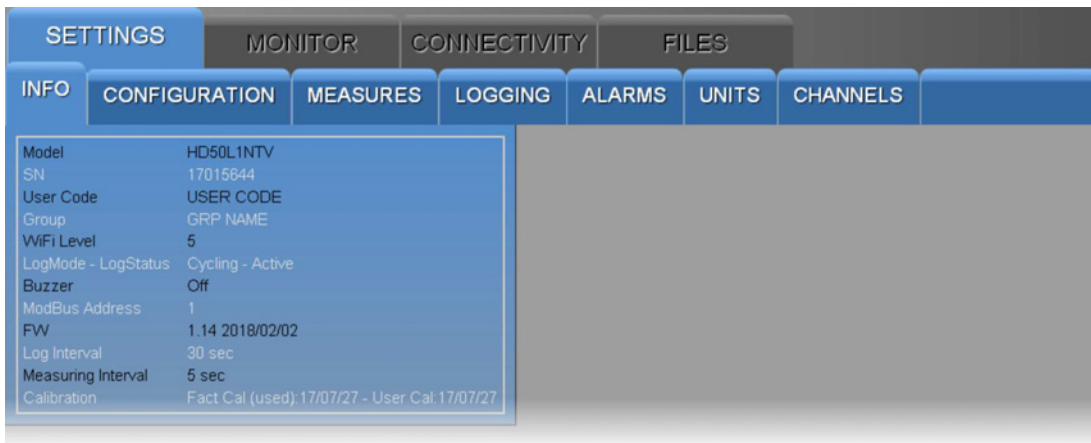 SETTINGS MONITOR CONNECTIVITY FILES
INFO CONFIGURATION MEASURES LOGGING ALARMS UNITS CHANNELS
Model HD50L1NTV
SN 17015644
User Code USER CODE
Group GRP NAME
WiFi Level 5
LogMode - LogStatus Cycling - Active
Buzzer Off
ModBus Address 1
FW 1.14 2018/02/02
Log Interval 30 sec
Measuring Interval 5 sec
Calibration Fact Cal (used):17/07/27 - User Cal:17/07/27